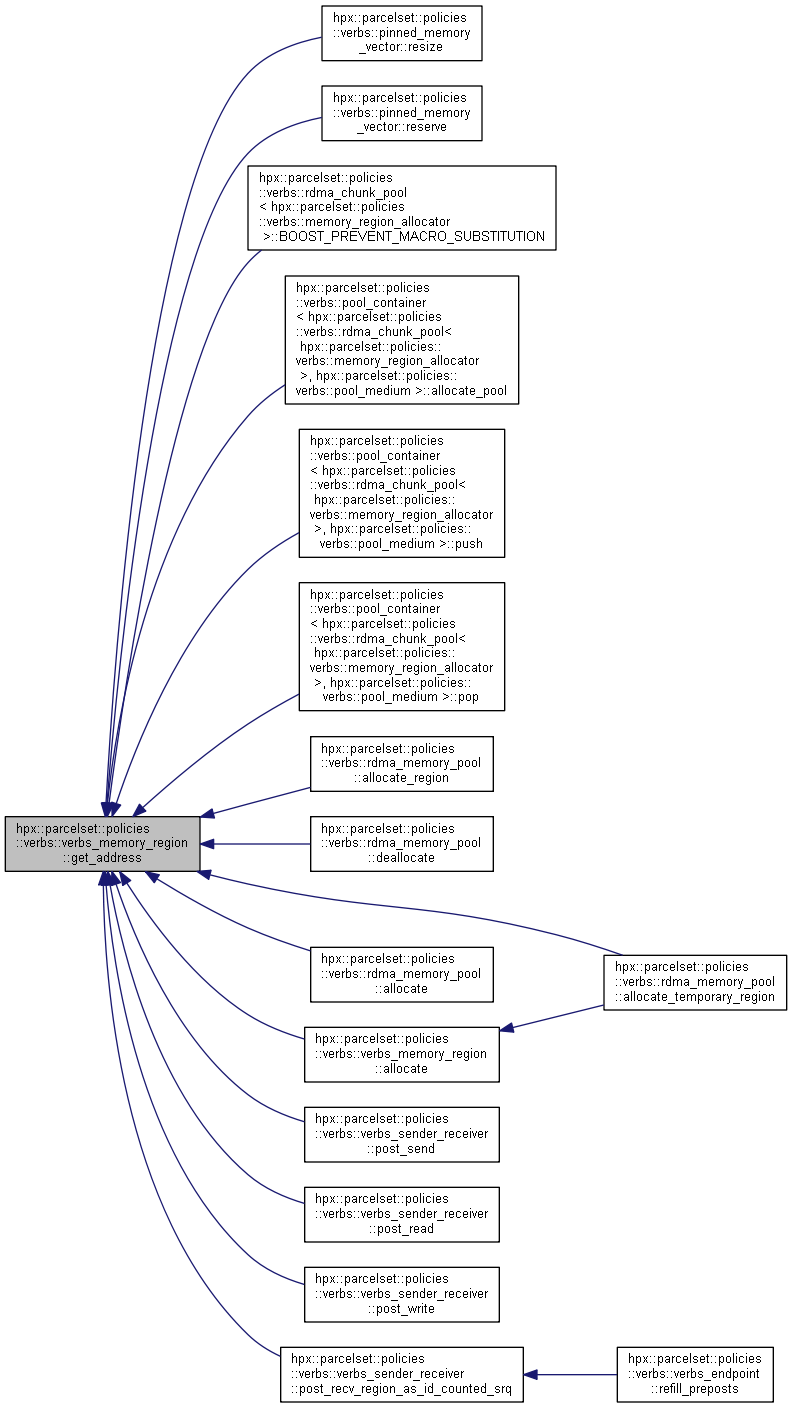 hpx::parcelset::policies
::verbs::pinned_memory
_vector::resize
hpx::parcelset::policies
::verbs::pinned_memory
_vector::reserve
hpx::parcelset::policies
::verbs::rdma_chunk_pool
< hpx::parcelset::policies
::verbs::memory_region_allocator
>::BOOST_PREVENT_MACRO_SUBSTITUTION
hpx::parcelset::policies
::verbs::pool_container
< hpx::parcelset::policies
::verbs::rdma_chunk_pool<
hpx::parcelset::policies::
verbs::memory_region_allocator
>, hpx::parcelset::policies::
verbs::pool_medium >::allocate_pool
hpx::parcelset::policies
::verbs::pool_container
< hpx::parcelset::policies
::verbs::rdma_chunk_pool<
hpx::parcelset::policies::
verbs::memory_region_allocator
>, hpx::parcelset::policies::
verbs::pool_medium >::push
hpx::parcelset::policies
::verbs::pool_container
< hpx::parcelset::policies
::verbs::rdma_chunk_pool<
hpx::parcelset::policies::
verbs::memory_region_allocator
>, hpx::parcelset::policies::
verbs::pool_medium >::pop
hpx::parcelset::policies
::verbs::rdma_memory_pool
::allocate_region
hpx::parcelset::policies
::verbs::verbs_memory_region
::get_address
hpx::parcelset::policies
::verbs::rdma_memory_pool
::deallocate
hpx::parcelset::policies
::verbs::rdma_memory_pool
::allocate
hpx::parcelset::policies
::verbs::rdma_memory_pool
::allocate_temporary_region
hpx::parcelset::policies
::verbs::verbs_memory_region
::allocate
hpx::parcelset::policies
::verbs::verbs_sender_receiver
::post_send
hpx::parcelset::policies
::verbs::verbs_sender_receiver
::post_read
hpx::parcelset::policies
::verbs::verbs_sender_receiver
::post_write
hpx::parcelset::policies
::verbs::verbs_sender_receiver
::post_recv_region_as_id_counted_srq
hpx::parcelset::policies
::verbs::verbs_endpoint
::refill_preposts